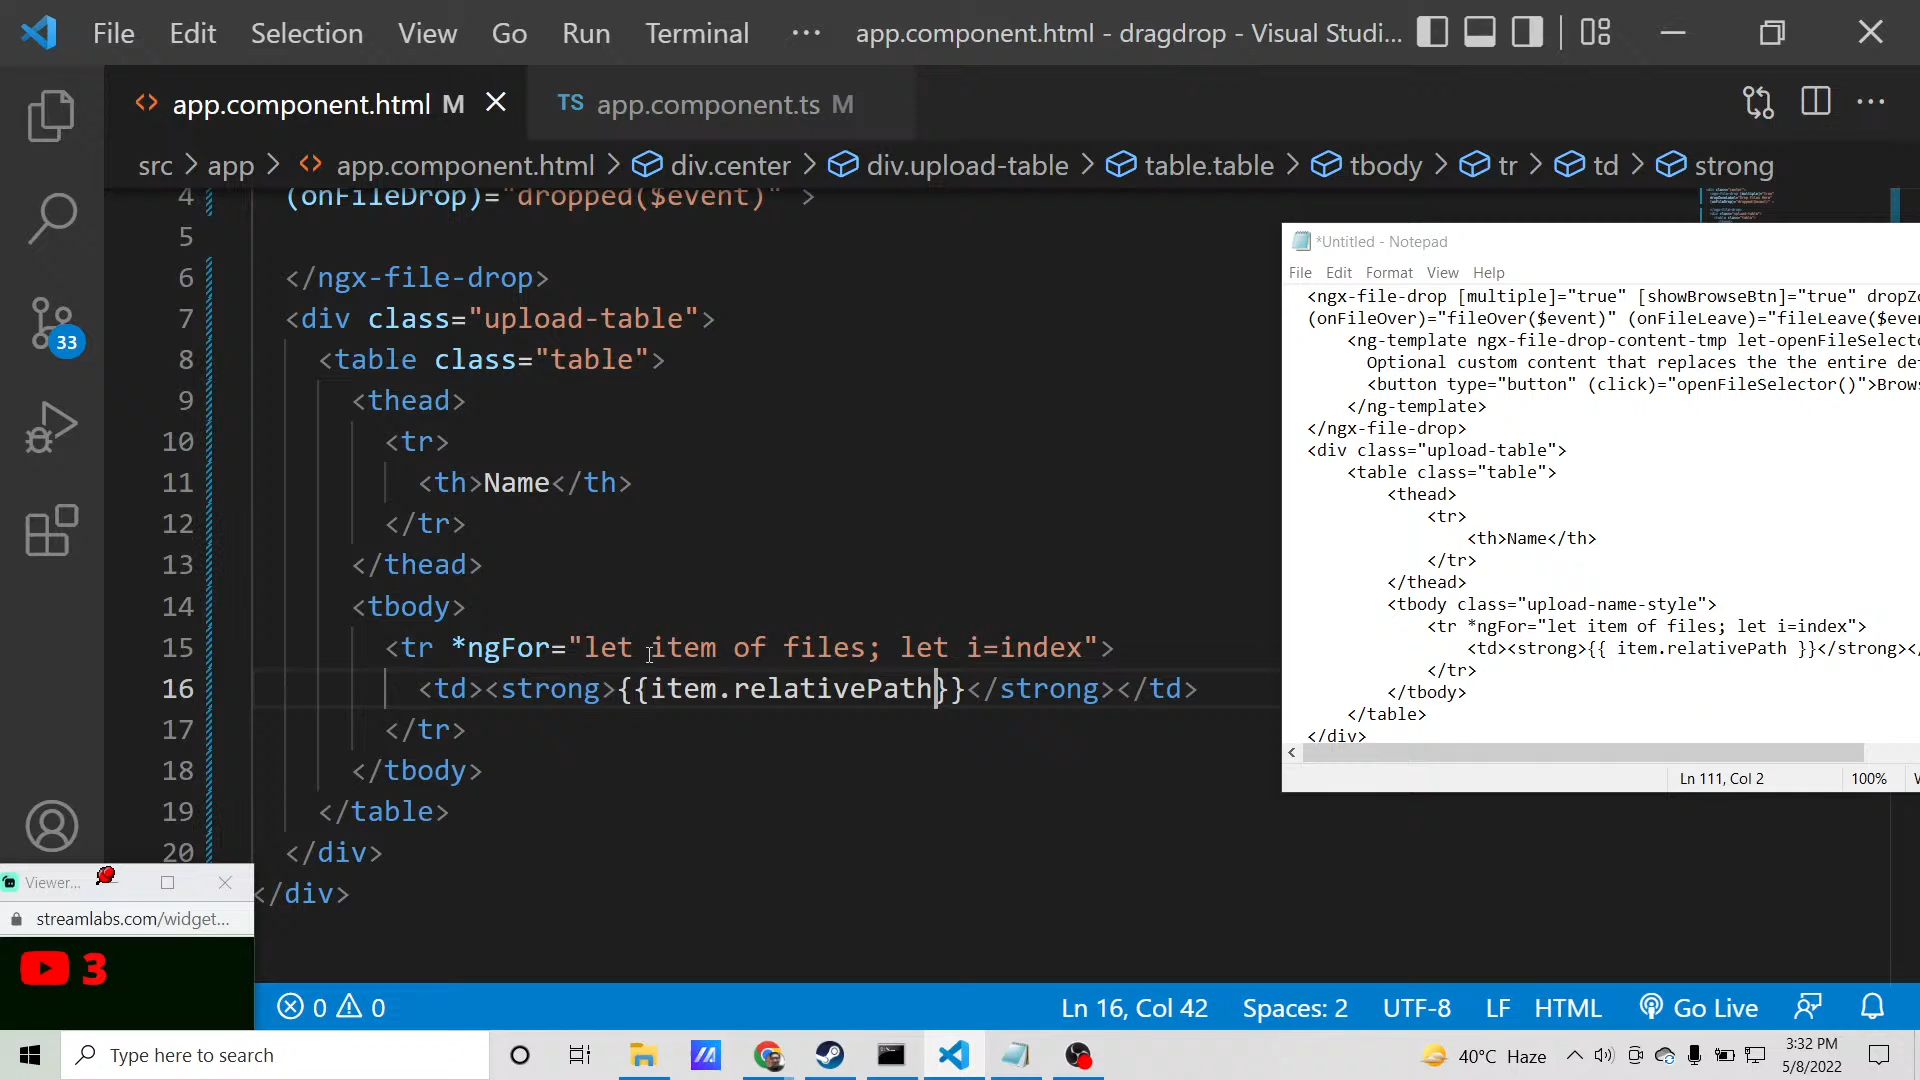 File Edit Selection View Go Run Terminal ··· app.component.html - dragdrop - Visual Studi...
app.component.html M TS app.component.ts M
src > app > app.component.html > div.center > div.upload-table > table.table > tbody > tr > td > strong
4 (onFileDrop)="dropped($event)" >
5
6 </ngx-file-drop>
7 <div class="upload-table">
8 <table class="table">
9 <thead>
10 <tr>
11 <th>Name</th>
12 </tr>
13 </thead>
14 <tbody>
15 <tr *ngFor="let item of files; let i=index">
16 <td><strong>{{item.relativePath}}</strong></td>
17 </tr>
18 </tbody>
19 </table>
20 </div>
</div>
33
*Untitled - Notepad
File Edit Format View Help
<ngx-file-drop [multiple]="true" [showBrowseBtn]="true" dropZo
(onFileOver)="fileOver($event)" (onFileLeave)="fileLeave($eve
<ng-template ngx-file-drop-content-tmp let-openFileSelecto
Optional custom content that replaces the the entire de
<button type="button" (click)="openFileSelector()">Brows
</ng-template>
</ngx-file-drop>
<div class="upload-table">
<table class="table">
<thead>
<tr>
<th>Name</th>
</tr>
</thead>
<tbody class="upload-name-style">
<tr *ngFor="let item of files; let i=index">
<td><strong>{{ item.relativePath }}</strong></
</tr>
</tbody>
</table>
</div>
Ln 111, Col 2 100%
Viewer...
streamlabs.com/widget...
3
0 0 Ln 16, Col 42 Spaces: 2 UTF-8 LF HTML Go Live
Type here to search 40°C Haze 3:32 PM
5/8/2022